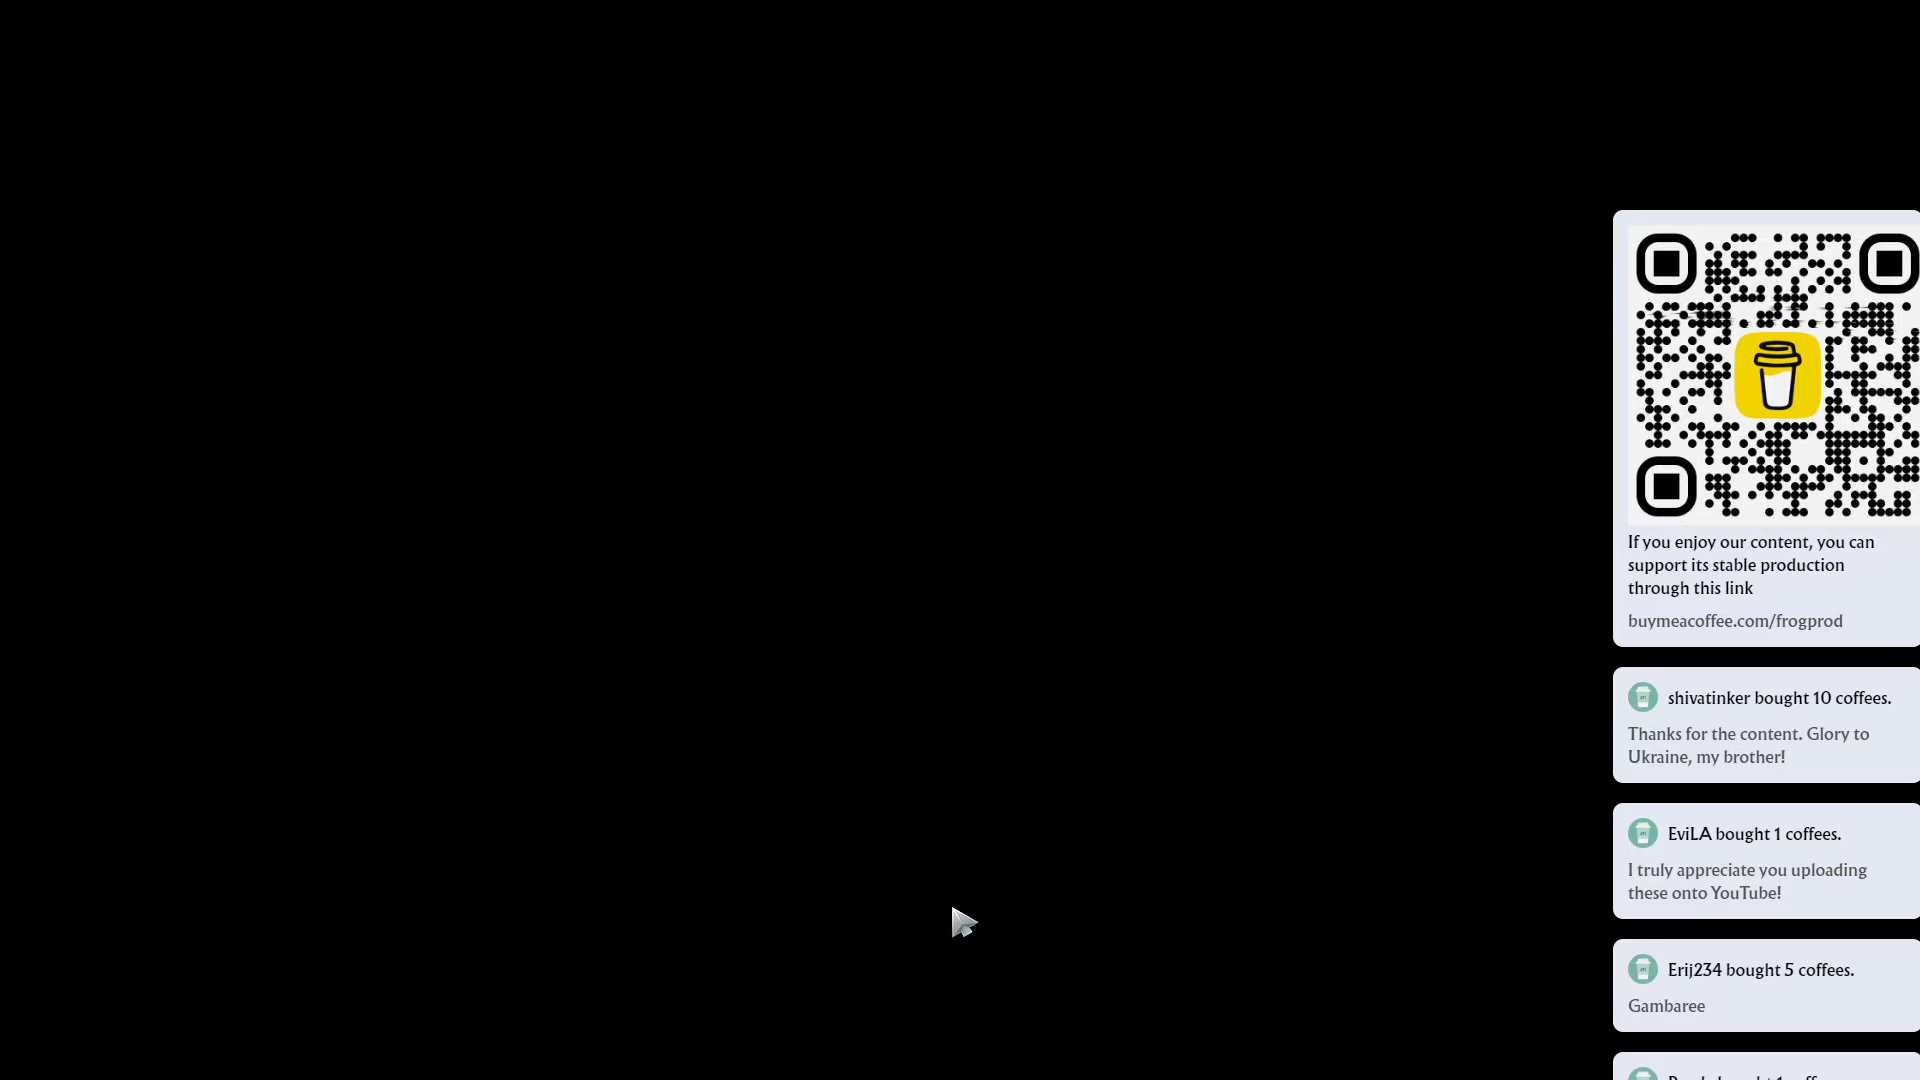 If you enjoy our content, you can
support its stable production
through this link
buymeacoffee.com/frogprod
shivatinker bought 10 coffees.
Thanks for the content. Glory to
Ukraine, my brother!
EviLA bought 1 coffees.
I truly appreciate you uploading
these onto YouTube!
Erij234 bought 5 coffees.
Gambaree